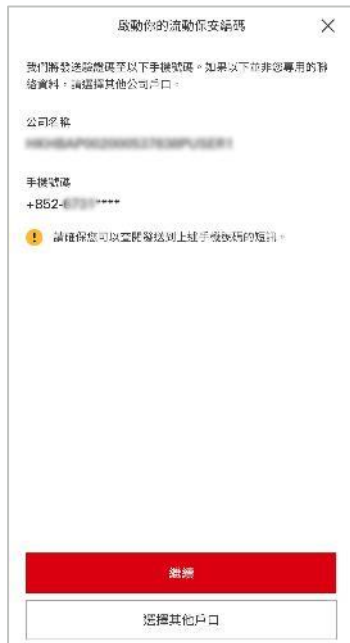 啟動你的流動保安編碼
我們將發送驗證碼至以下手機號碼。如果以下並非您專用的聯
絡資料，請選擇其他公司戶口。
公司名稱
手機號碼
+852- ****
請確保您可以查閱發送到上述手機號碼的短訊。
繼續
選擇其他戶口